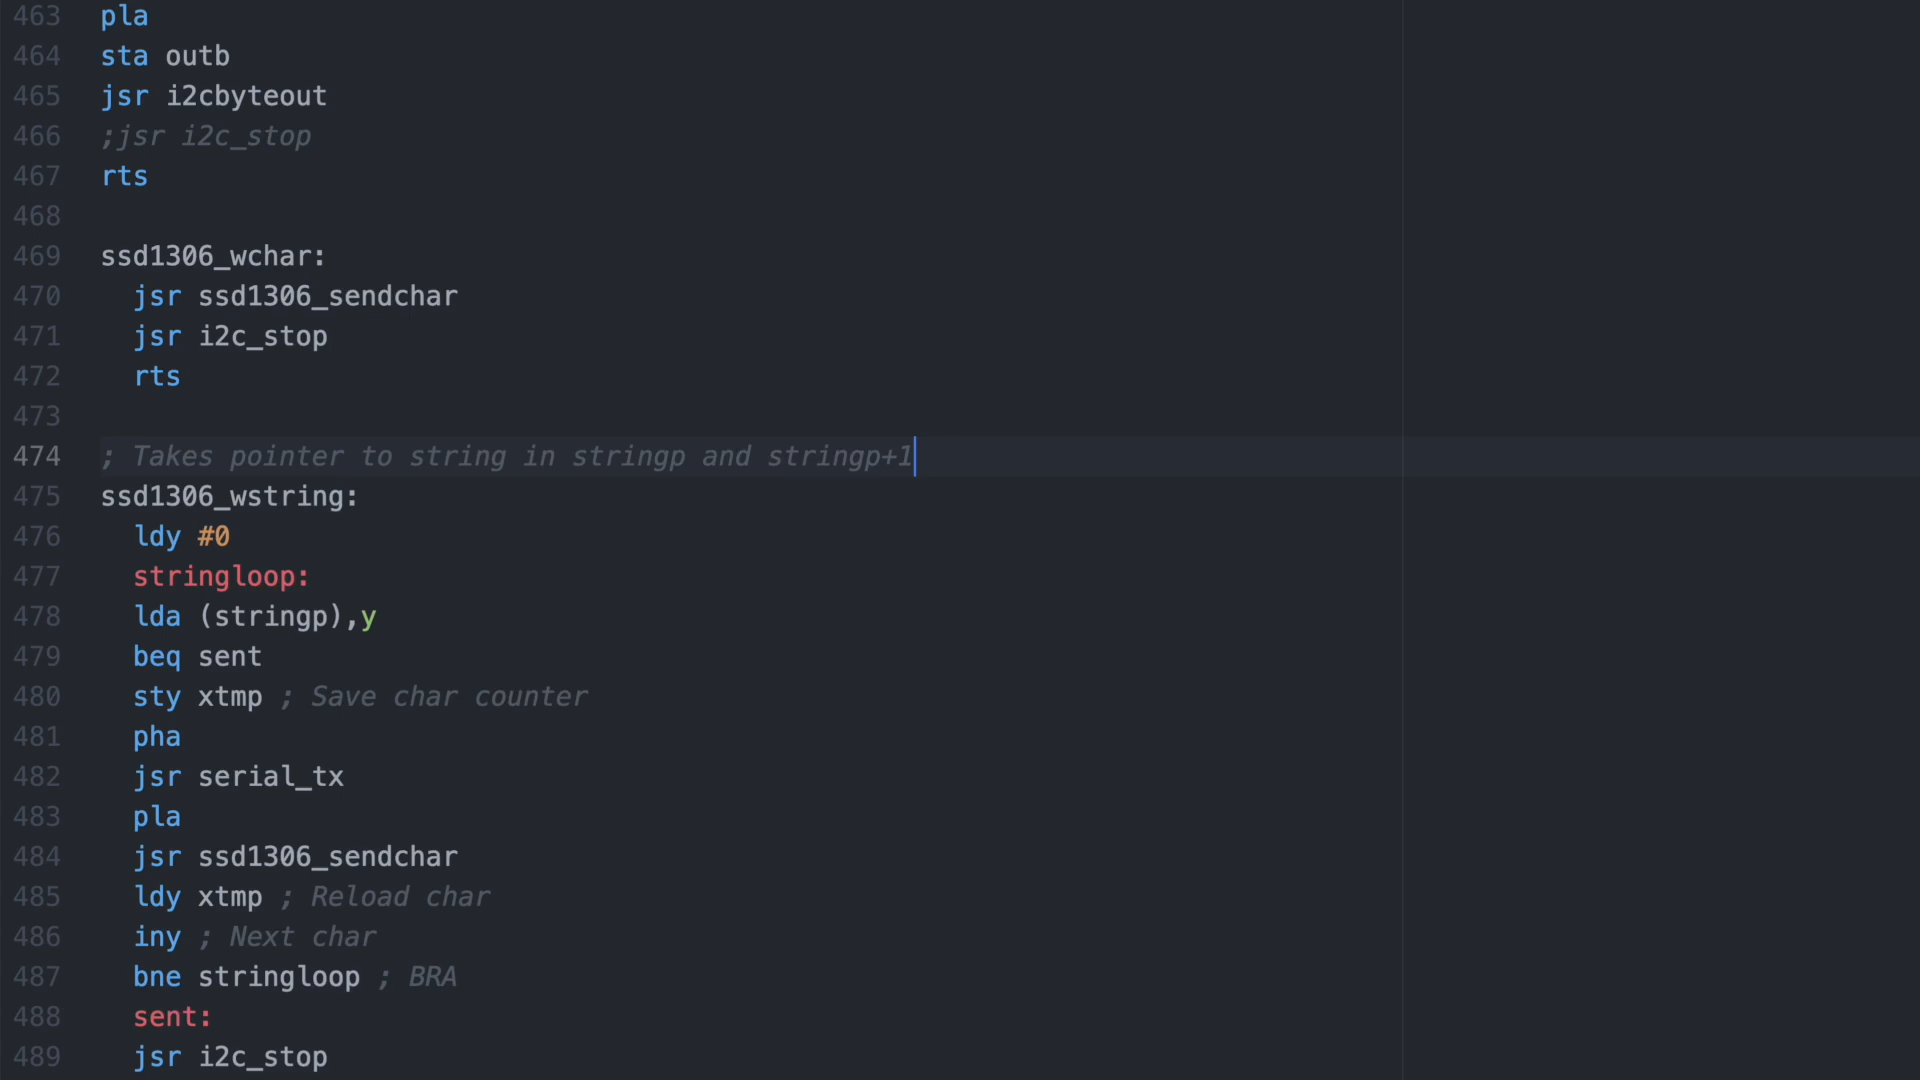 463 pla
464 sta outb
465 jsr i2cbyteout
466 ;jsr i2c_stop
467 rts
468
469 ssd1306_wchar:
470 jsr ssd1306_sendchar
471 jsr i2c_stop
472 rts
473
474 ; Takes pointer to string in stringp and stringp+1
475 ssd1306_wstring:
476 ldy #0
477 stringloop:
478 lda (stringp),y
479 beq sent
480 sty xtmp ; Save char counter
481 pha
482 jsr serial_tx
483 pla
484 jsr ssd1306_sendchar
485 ldy xtmp ; Reload char
486 iny ; Next char
487 bne stringloop ; BRA
488 sent:
489 jsr i2c_stop